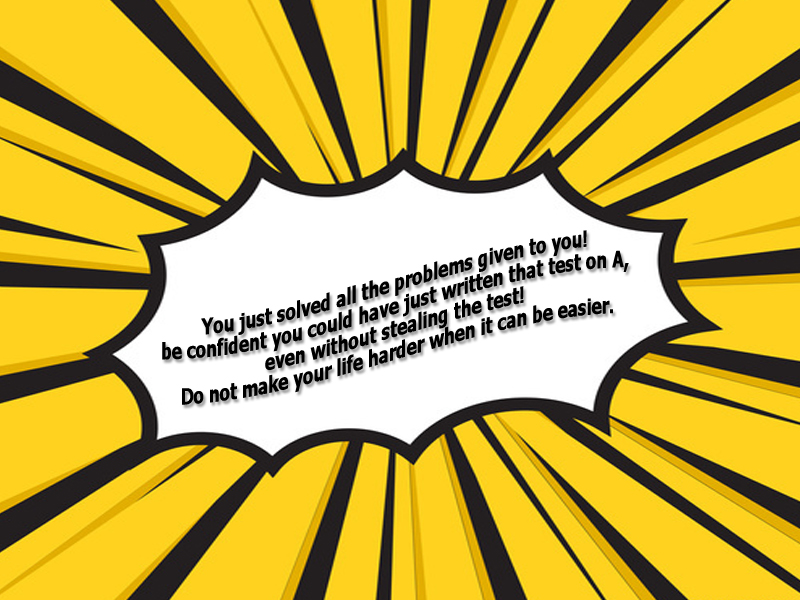 You just solved all the problems given to you!
be confident you could have just written that test on A,
even without stealing the test!
Do not make your life harder when it can be easier.